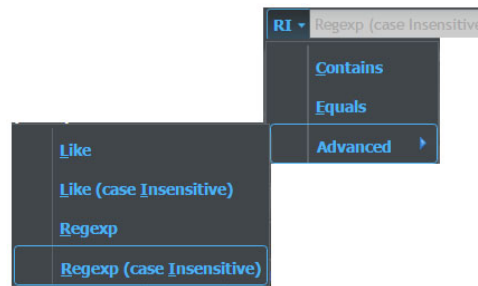 RI Regexp (case Insensitive
Contains
Equals
Advanced
Like
Like (case Insensitive)
Regexp
Regexp (case Insensitive)